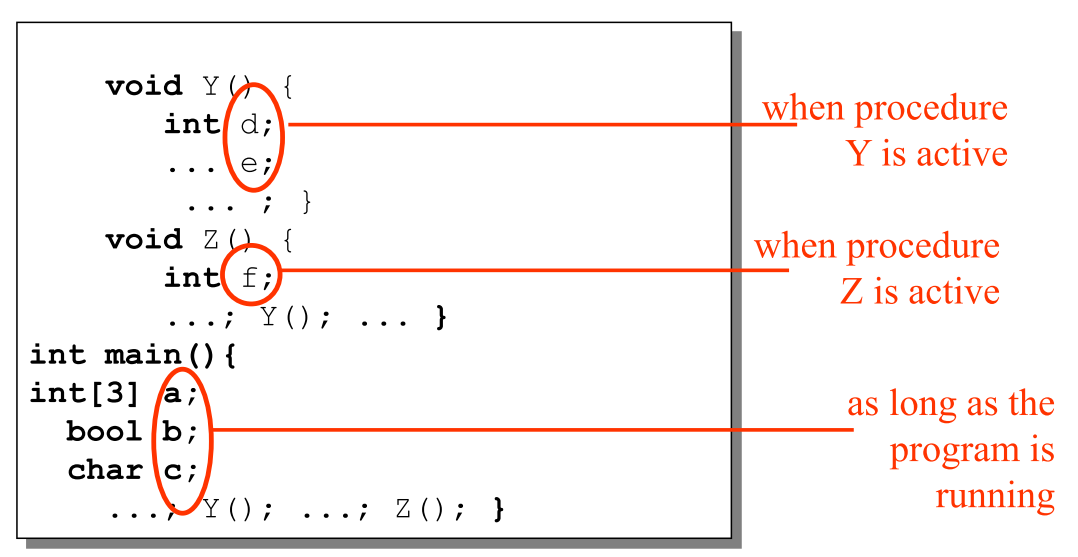 void Y() {
int d;
... e;
... ; }
void Z() {
int f;
...; Y(); ... }
int main(){
int[3] a;
bool b;
char c;
...; Y(); ...; Z(); }
when procedure
Y is active
when procedure
Z is active
as long as the
program is
running